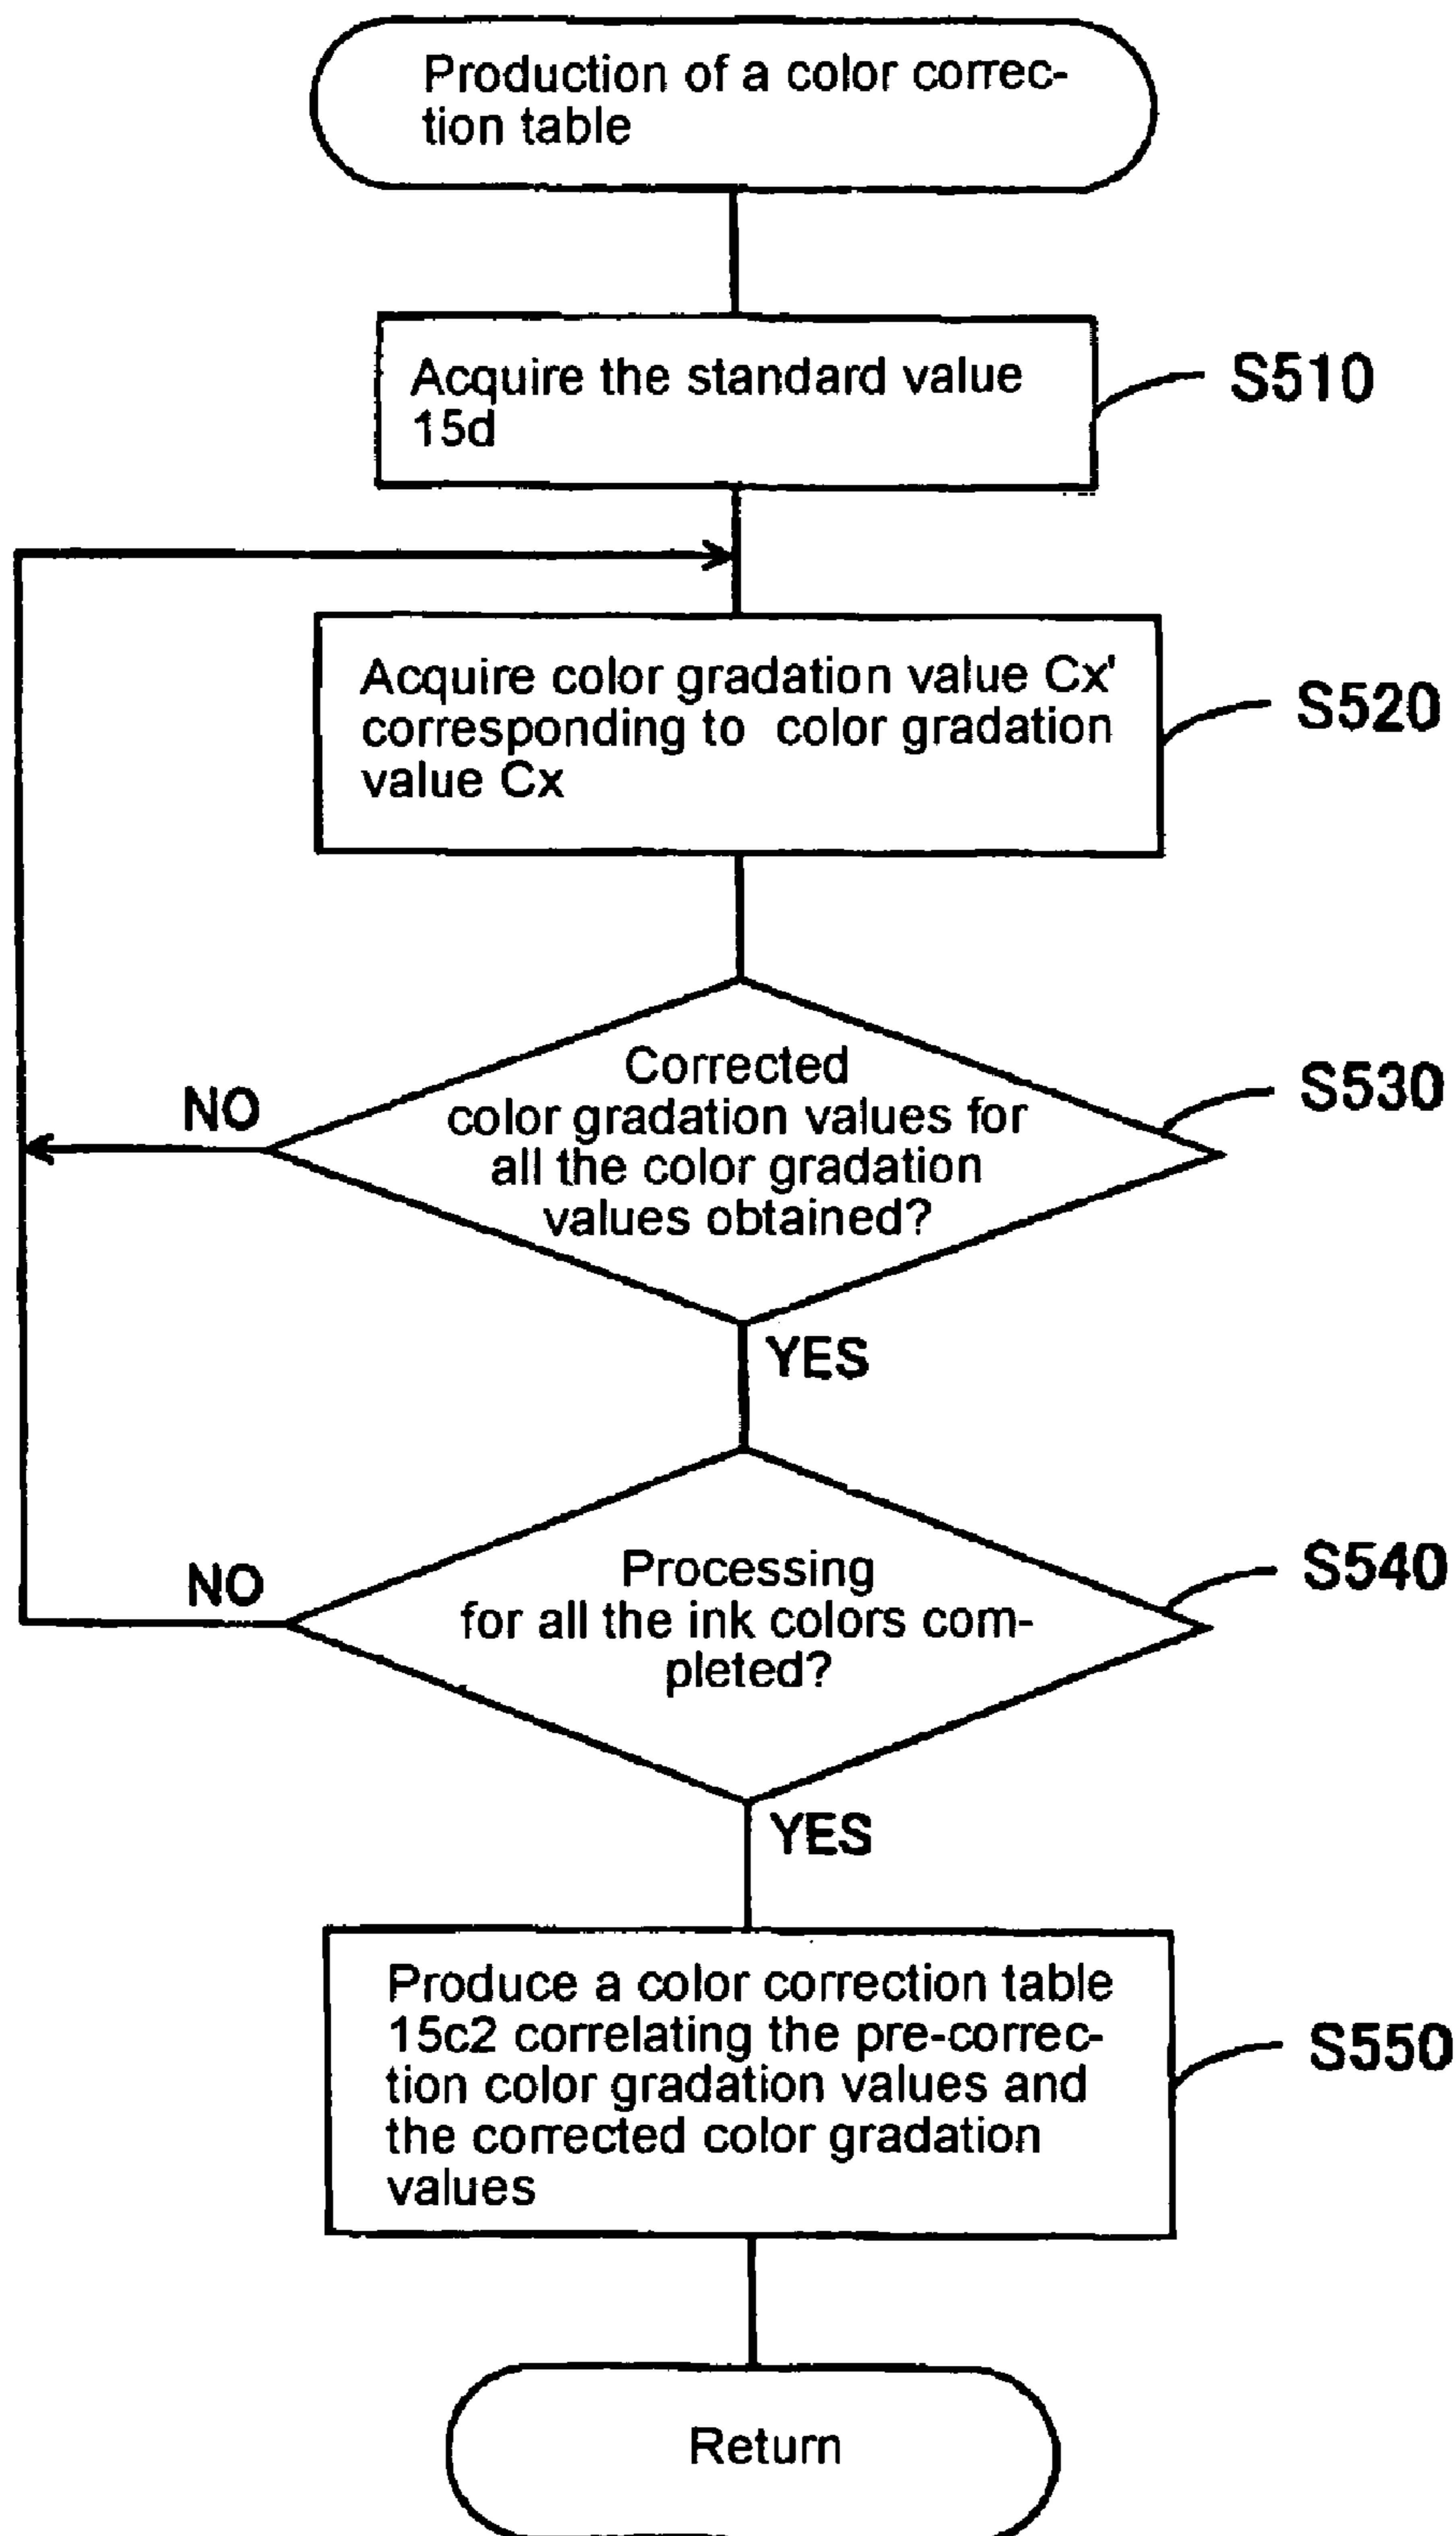 Production of a color correc-
tion table
Acquire the standard value
15d
S510
Acquire color gradation value Cx'
corresponding to color gradation
value Cx
S520
Corrected
color gradation values for
all the color gradation
values obtained?
S530
NO
YES
Processing
for all the ink colors com-
pleted?
S540
NO
YES
Produce a color correction table
15c2 correlating the pre-correc-
tion color gradation values and
the corrected color gradation
values
S550
Return